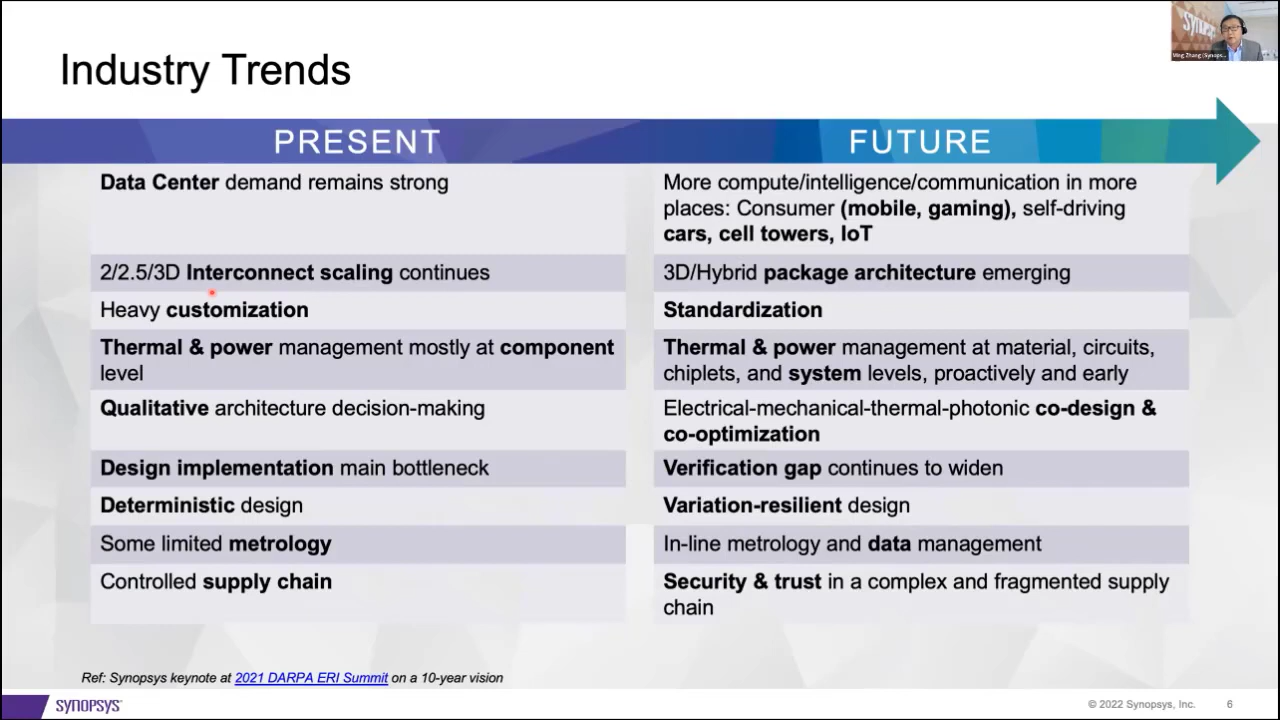 SYNOPSYS
Ming Zhang (Synops...
Industry Trends
PRESENT
FUTURE
Data Center demand remains strong
More compute/intelligence/communication in more
places: Consumer (mobile, gaming), self-driving
cars, cell towers, IoT
2/2.5/3D Interconnect scaling continues
3D/Hybrid package architecture emerging
Heavy customization
Standardization
Thermal & power management mostly at component
level
Thermal & power management at material, circuits,
chiplets, and system levels, proactively and early
Qualitative architecture decision-making
Electrical-mechanical-thermal-photonic co-design &
co-optimization
Design implementation main bottleneck
Verification gap continues to widen
Deterministic design
Variation-resilient design
Some limited metrology
In-line metrology and data management
Controlled supply chain
Security & trust in a complex and fragmented supply
chain
Ref: Synopsys keynote at 2021 DARPA ERI Summit on a 10-year vision
SYNOPSYS
© 2022 Synopsys, Inc.
6